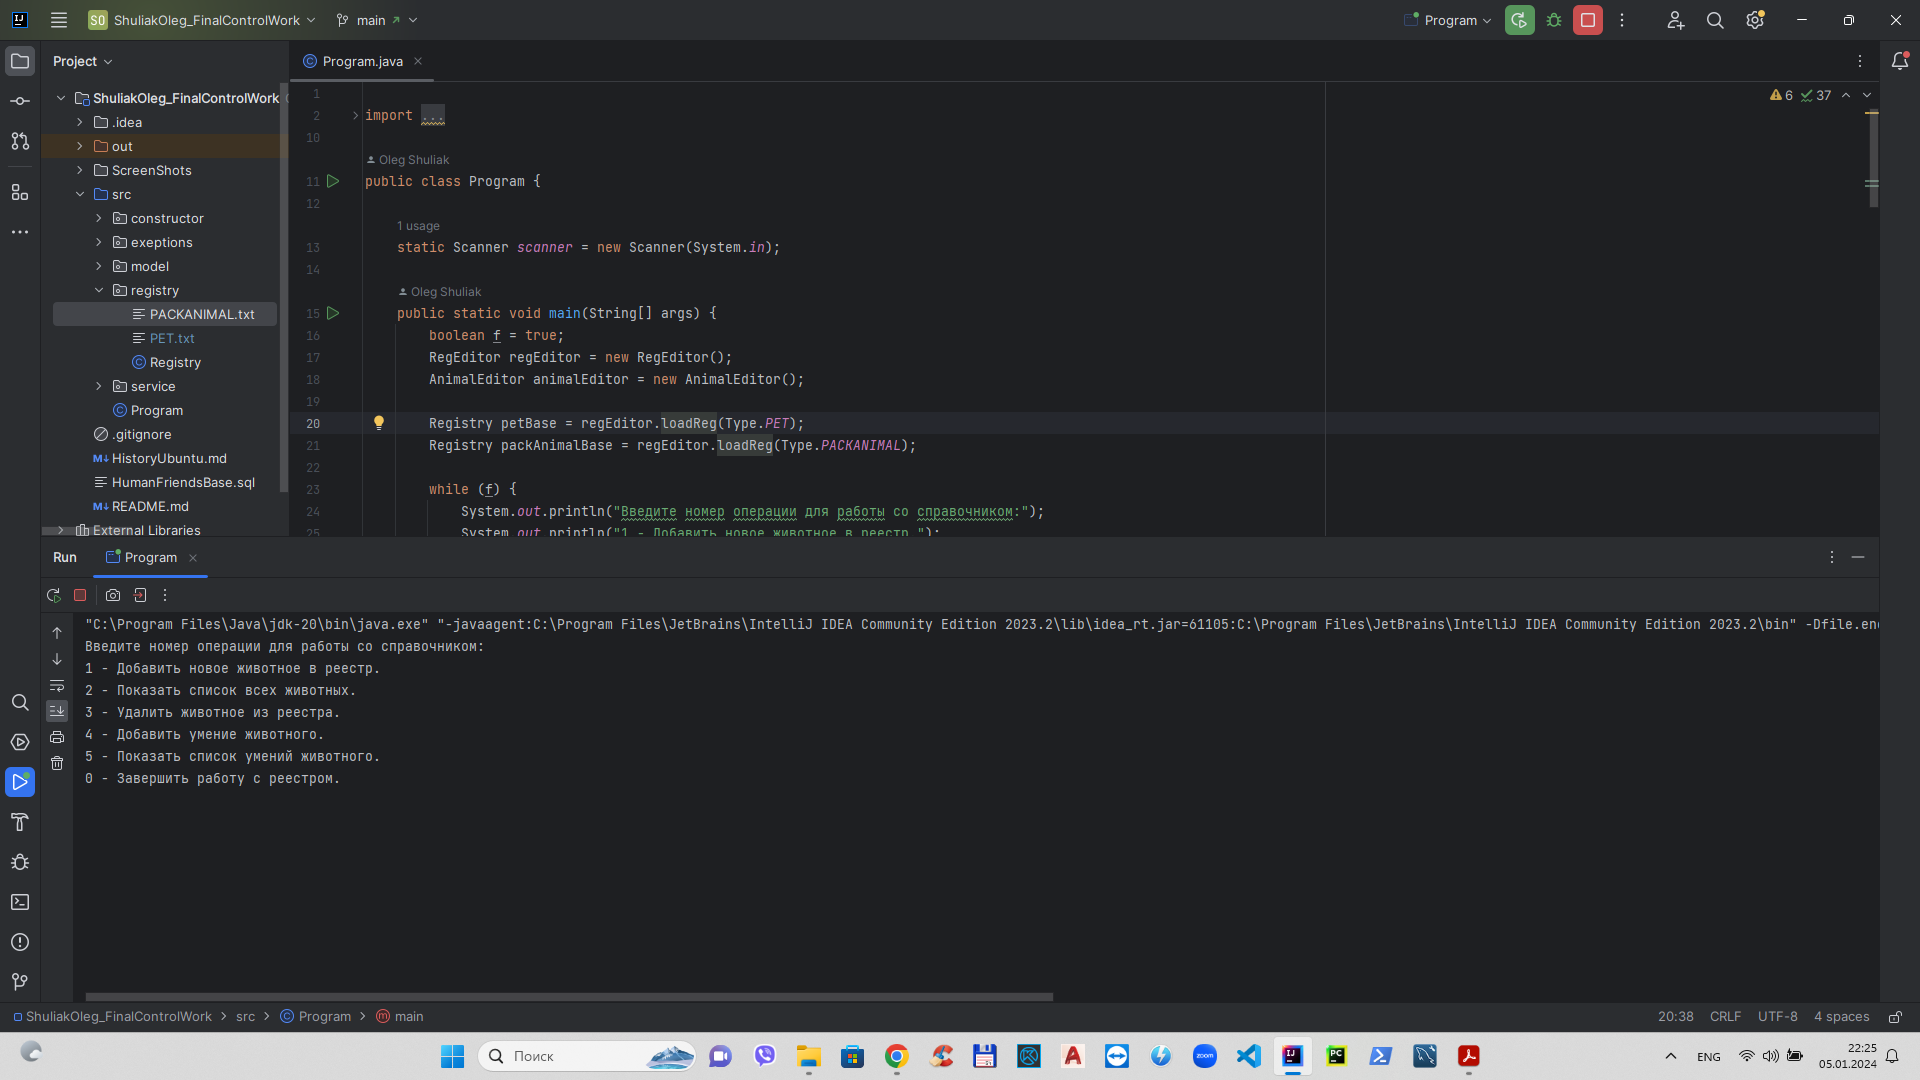 SO ShuliakOleg_FinalControlWork main Program
Project
Program.java
ShuliakOleg_FinalControlWork
.idea
out
ScreenShots
src
constructor
exeptions
model
registry
PACKANIMAL.txt
PET.txt
Registry
service
Program
.gitignore
HistoryUbuntu.md
HumanFriendsBase.sql
README.md
External Libraries
6 37
1
2 import ...
10
Oleg Shuliak
11 public class Program {
12
1 usage
13 static Scanner scanner = new Scanner(System.in);
14
Oleg Shuliak
15 public static void main(String[] args) {
16 boolean f = true;
17 RegEditor regEditor = new RegEditor();
18 AnimalEditor animalEditor = new AnimalEditor();
19
20 Registry petBase = regEditor.loadReg(Type.PET);
21 Registry packAnimalBase = regEditor.loadReg(Type.PACKANIMAL);
22
23 while (f) {
24 System.out.println("Введите номер операции для работы со справочником:");
25 System.out.println("1 - Добавить новое животное в реестр.");
Run Program
"C:\Program Files\Java\jdk-20\bin\java.exe" "-javaagent:C:\Program Files\JetBrains\IntelliJ IDEA Community Edition 2023.2\lib\idea_rt.jar=61105:C:\Program Files\JetBrains\IntelliJ IDEA Community Edition 2023.2\bin" -Dfile.enc
Введите номер операции для работы со справочником:
1 - Добавить новое животное в реестр.
2 - Показать список всех животных.
3 - Удалить животное из реестра.
4 - Добавить умение животного.
5 - Показать список умений животного.
0 - Завершить работу с реестром.
ShuliakOleg_FinalControlWork > src > Program > main 20:38 CRLF UTF-8 4 spaces
Поиск
zoom
ENG
22:25
05.01.2024